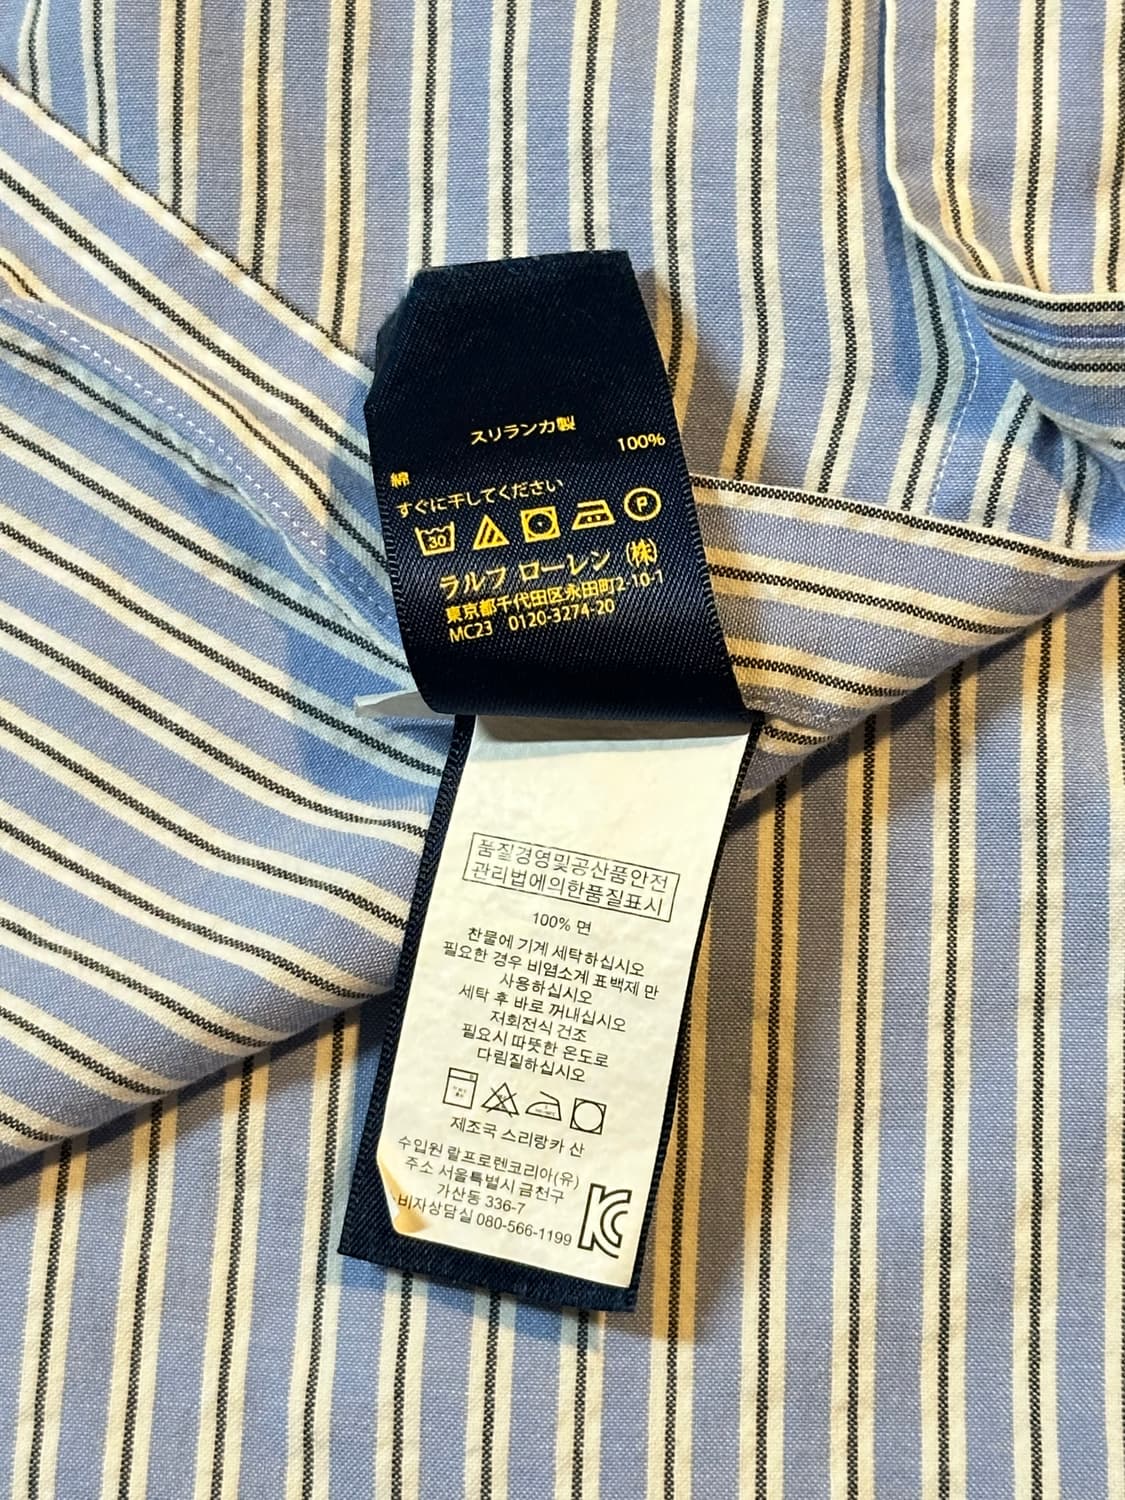 スリランカ製
綿 100%
すぐに干してください
30 P
ラルフ ローレン (株)
東京都千代田区永田町2-10-1
MC23 0120-3274-20
품질경영및공산품안전
관리법에의한품질표시
100% 면
찬물에 기계 세탁하십시오
필요한 경우 비염소계 표백제 만
사용하십시오
세탁 후 바로 꺼내십시오
저회전식 건조
필요시 따뜻한 온도로
다림질하십시오
제조국 스리랑카 산
수입원 랄프로렌코리아(유)
주소 서울특별시 금천구
가산동 336-7
비자상담실 080-566-1199
KC